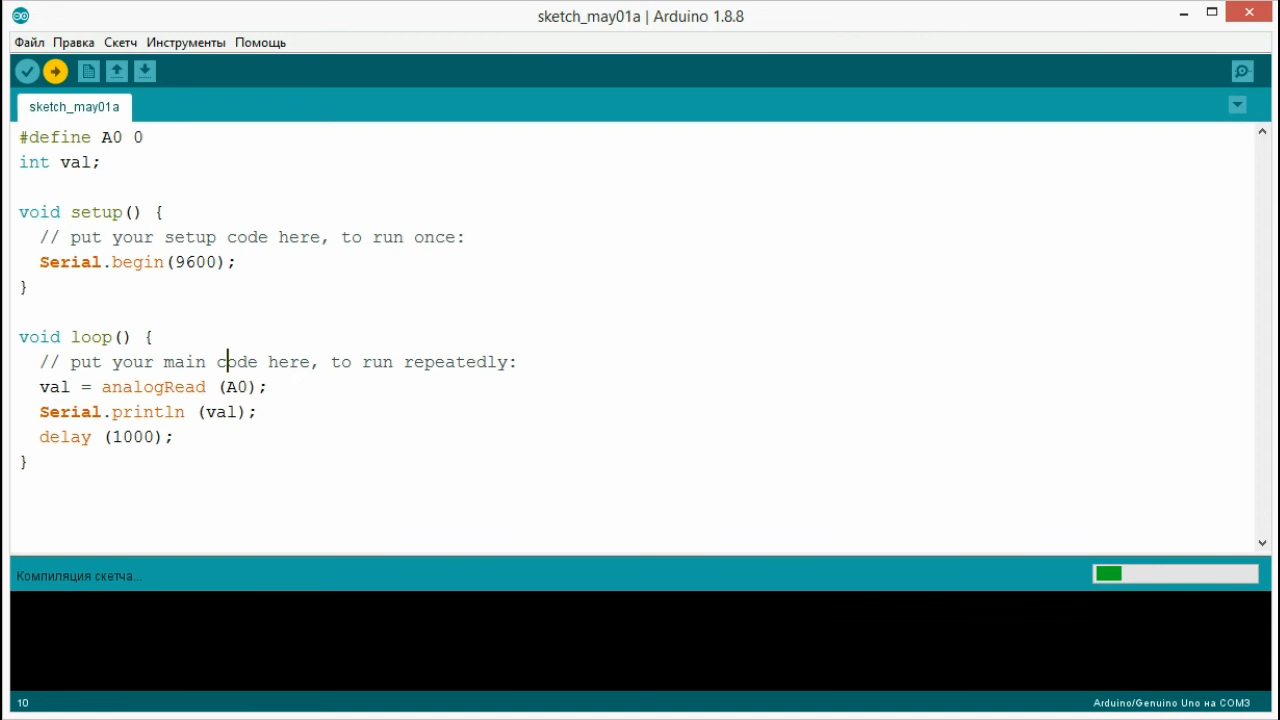 sketch_may01a | Arduino 1.8.8
Файл Правка Скетч Инструменты Помощь
sketch_may01a
#define A0 0
int val;
void setup() {
  // put your setup code here, to run once:
  Serial.begin(9600);
}
void loop() {
  // put your main code here, to run repeatedly:
  val = analogRead (A0);
  Serial.println (val);
  delay (1000);
}
Компиляция скетча...
10
Arduino/Genuino Uno на COM3